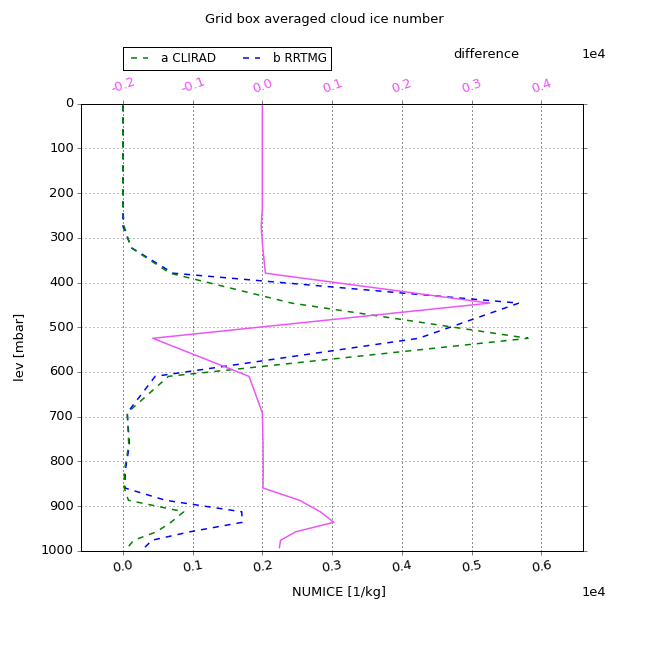 Grid box averaged cloud ice number
a CLIRAD b RRTMG
difference 1e4
-0.2 -0.1 0.0 0.1 0.2 0.3 0.4
0
100
200
300
400
500
600
700
800
900
1000
lev [mbar]
0.0 0.1 0.2 0.3 0.4 0.5 0.6
NUMICE [1/kg] 1e4